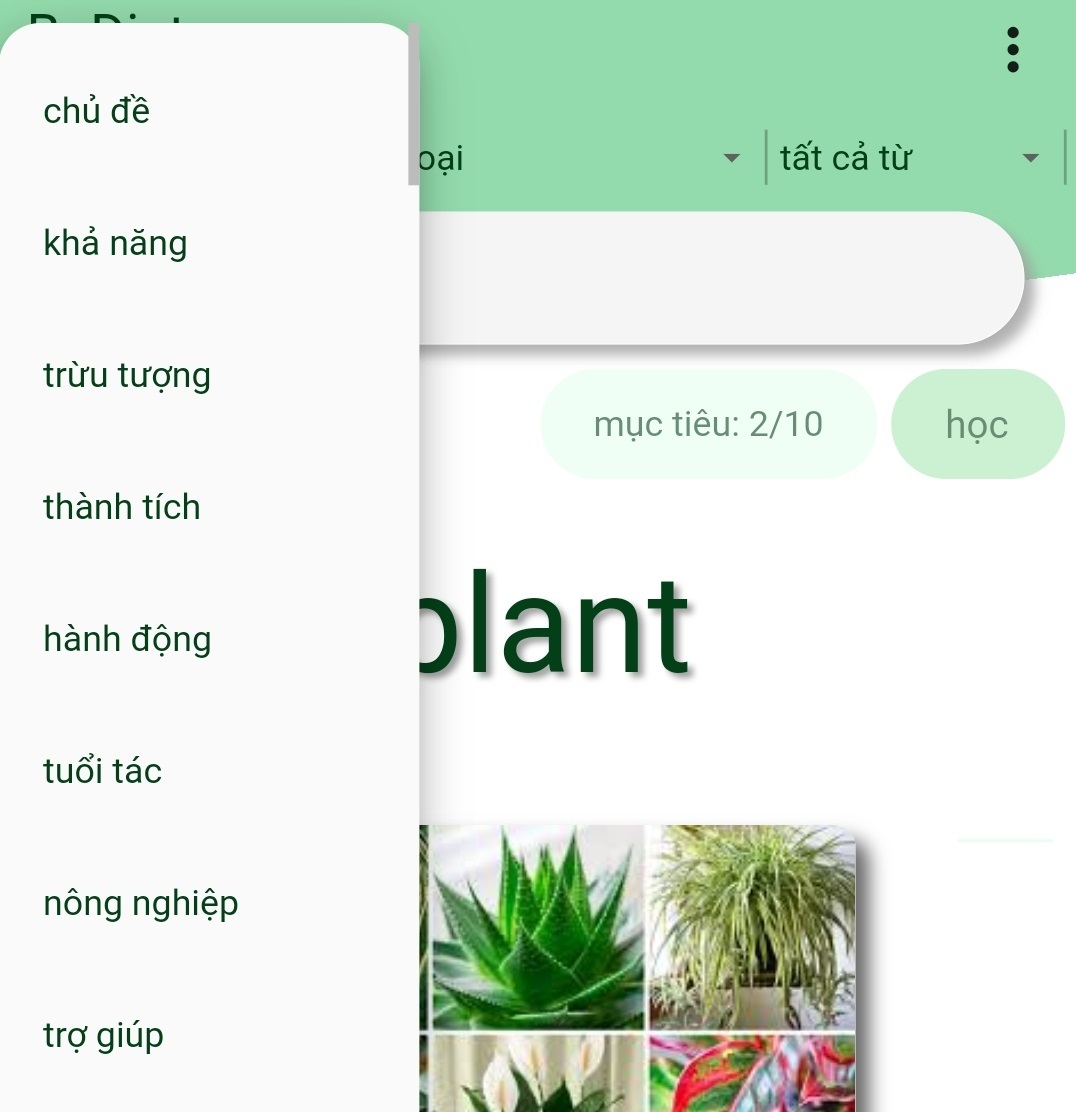 chủ đề
khả năng
trừu tượng
thành tích
hành động
tuổi tác
nông nghiệp
trợ giúp
tất cả từ
mục tiêu: 2/10
học
plant